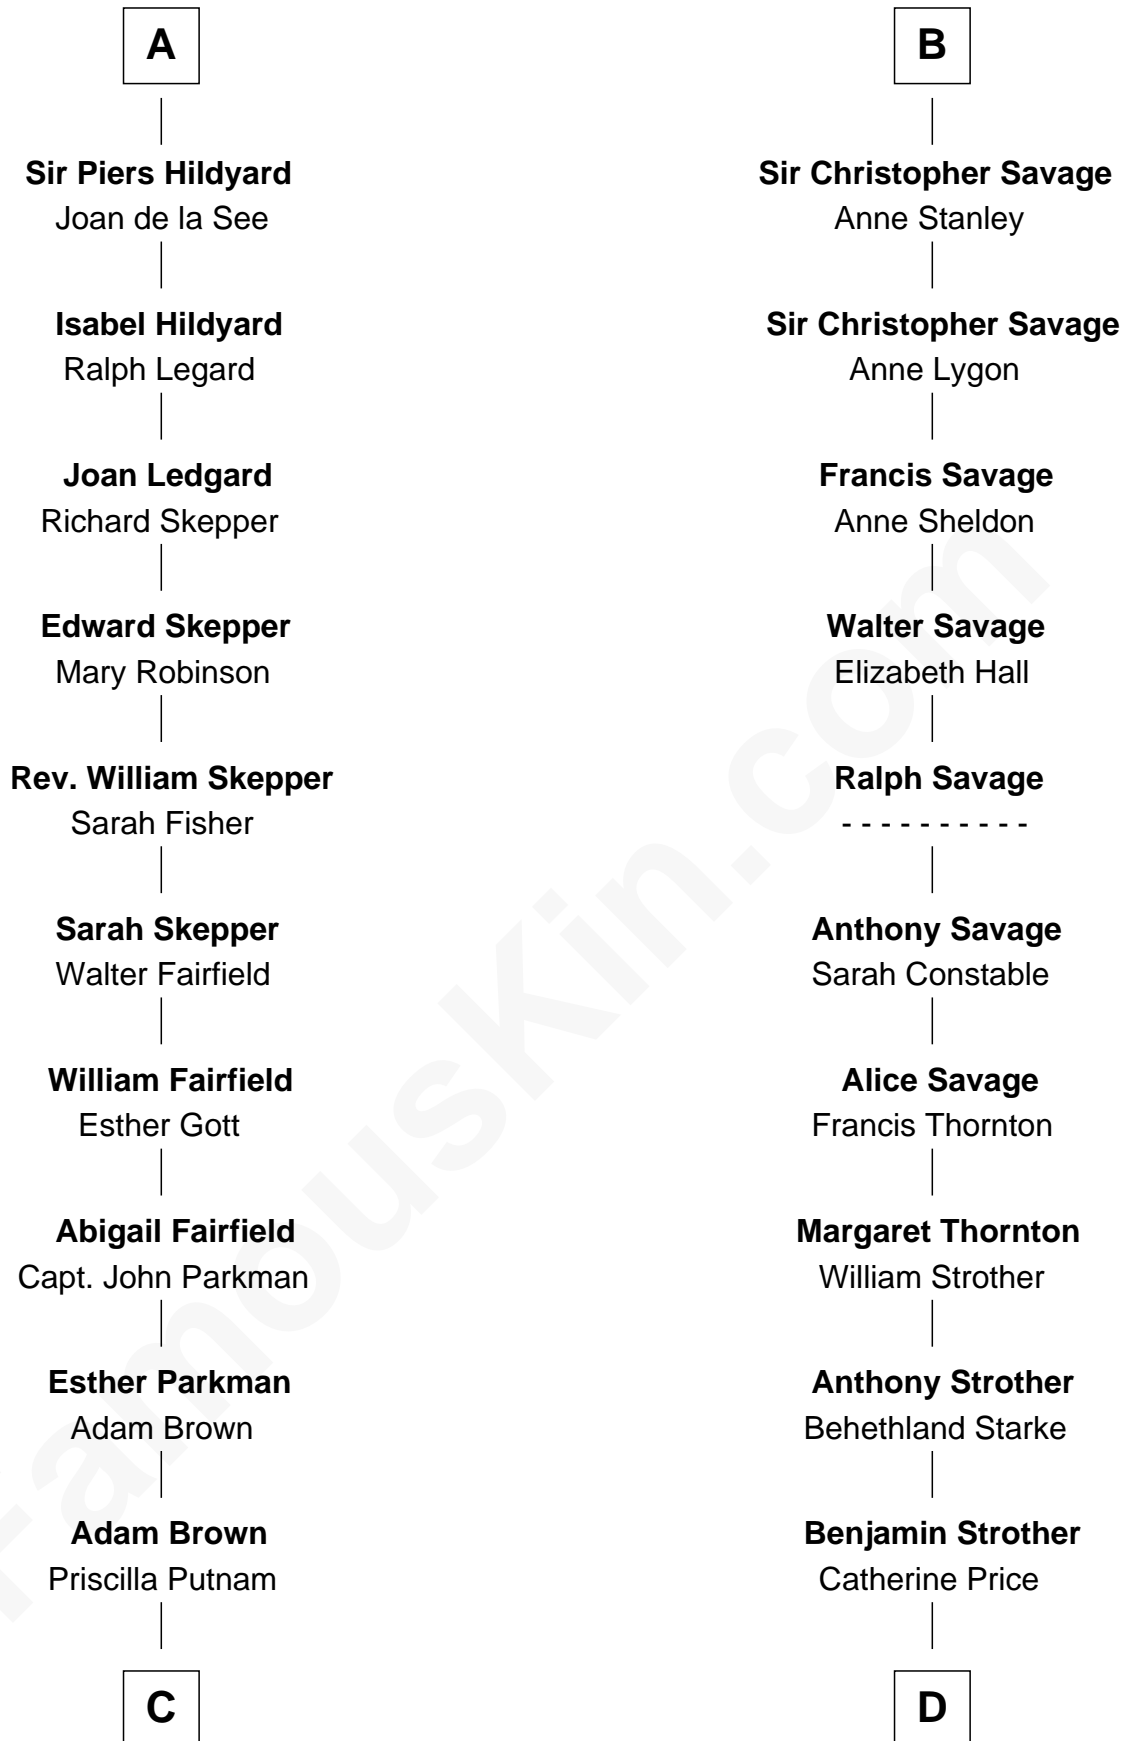 A
Sir Piers Hildyard
Joan de la See
Isabel Hildyard
Ralph Legard
Joan Ledgard
Richard Skepper
Edward Skepper
Mary Robinson
Rev. William Skepper
Sarah Fisher
Sarah Skepper
Walter Fairfield
William Fairfield
Esther Gott
Abigail Fairfield
Capt. John Parkman
Esther Parkman
Adam Brown
Adam Brown
Priscilla Putnam
C
B
Sir Christopher Savage
Anne Stanley
Sir Christopher Savage
Anne Lygon
Francis Savage
Anne Sheldon
Walter Savage
Elizabeth Hall
Ralph Savage
- - - - - - - - - -
Anthony Savage
Sarah Constable
Alice Savage
Francis Thornton
Margaret Thornton
William Strother
Anthony Strother
Behethland Starke
Benjamin Strother
Catherine Price
D
FamousKin.com